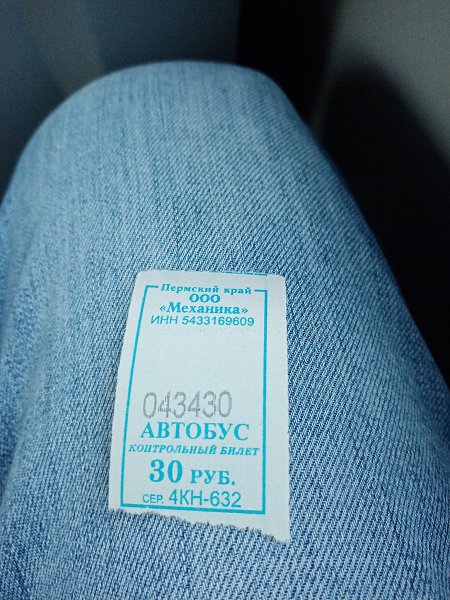 Пермский край
ООО
«Механика»
ИНН 5433169609
043430
АВТОБУС
КОНТРОЛЬНЫЙ БИЛЕТ
30 РУБ.
СЕР. 4КН-632